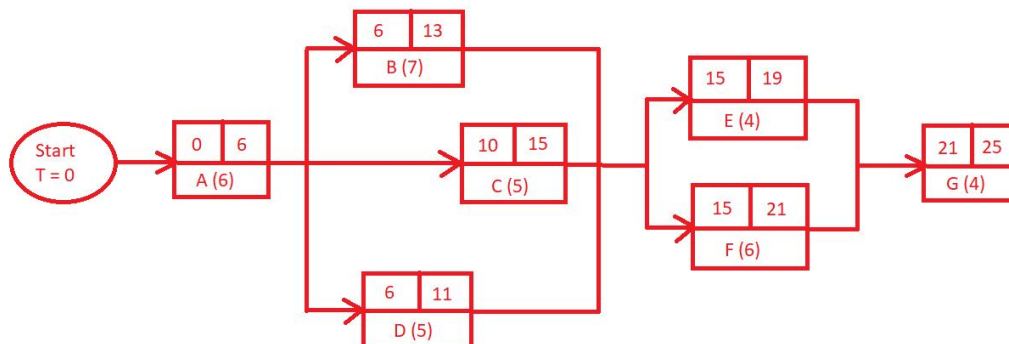 Start
T = 0
0 6
A (6)
6 13
B (7)
10 15
C (5)
6 11
D (5)
15 19
E (4)
15 21
F (6)
21 25
G (4)